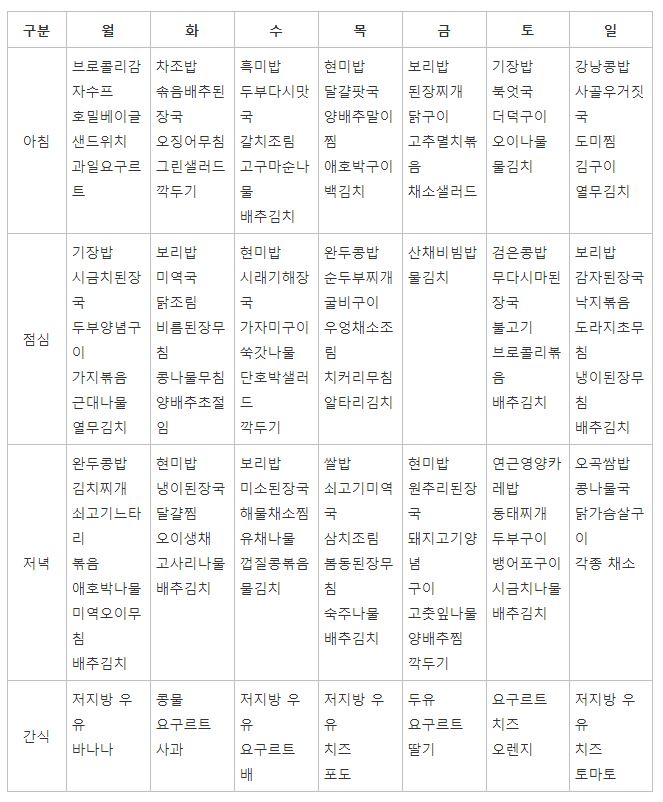 구분 월 화 수 목 금 토 일
아침
브로콜리감
자수프
호밀베이글
샌드위치
과일요구르
트
차조밥
솎음배추된
장국
오징어무침
그린샐러드
깍두기
흑미밥
두부다시맛
국
갈치조림
고구마순나
물
배추김치
현미밥
달걀팟국
양배추말이
찜
애호박구이
백김치
보리밥
된장찌개
닭구이
고추멸치볶
음
채소샐러드
기장밥
북엇국
더덕구이
오이나물
물김치
강낭콩밥
사골우거짓
국
도미찜
김구이
열무김치
점심
기장밥
시금치된장
국
두부양념구
이
가지볶음
근대나물
열무김치
보리밥
미역국
닭조림
비름된장무
침
콩나물무침
양배추초절
임
현미밥
시래기해장
국
가자미구이
쑥갓나물
단호박샐러
드
깍두기
완두콩밥
순두부찌개
굴비구이
우엉채소조
림
치커리무침
알타리김치
산채비빔밥
물김치
검은콩밥
무다시마된
장국
불고기
브로콜리볶
음
배추김치
보리밥
감자된장국
낙지볶음
도라지초무
침
냉이된장무
침
배추김치
저녁
완두콩밥
김치찌개
쇠고기느타
리
볶음
애호박나물
미역오이무
침
배추김치
현미밥
냉이된장국
달걀찜
오이생채
고사리나물
배추김치
보리밥
미소된장국
해물채소찜
유채나물
껍질콩볶음
물김치
쌀밥
쇠고기미역
국
삼치조림
봄동된장무
침
숙주나물
배추김치
현미밥
원추리된장
국
돼지고기양
념
구이
고춧잎나물
양배추찜
깍두기
연근영양카
레밥
동태찌개
두부구이
뱅어포구이
시금치나물
배추김치
오곡쌈밥
콩나물국
닭가슴살구
이
각종 채소
간식
저지방 우
유
바나나
콩물
요구르트
사과
저지방 우
유
요구르트
배
저지방 우
유
치즈
포도
두유
요구르트
딸기
요구르트
치즈
오렌지
저지방 우
유
치즈
토마토